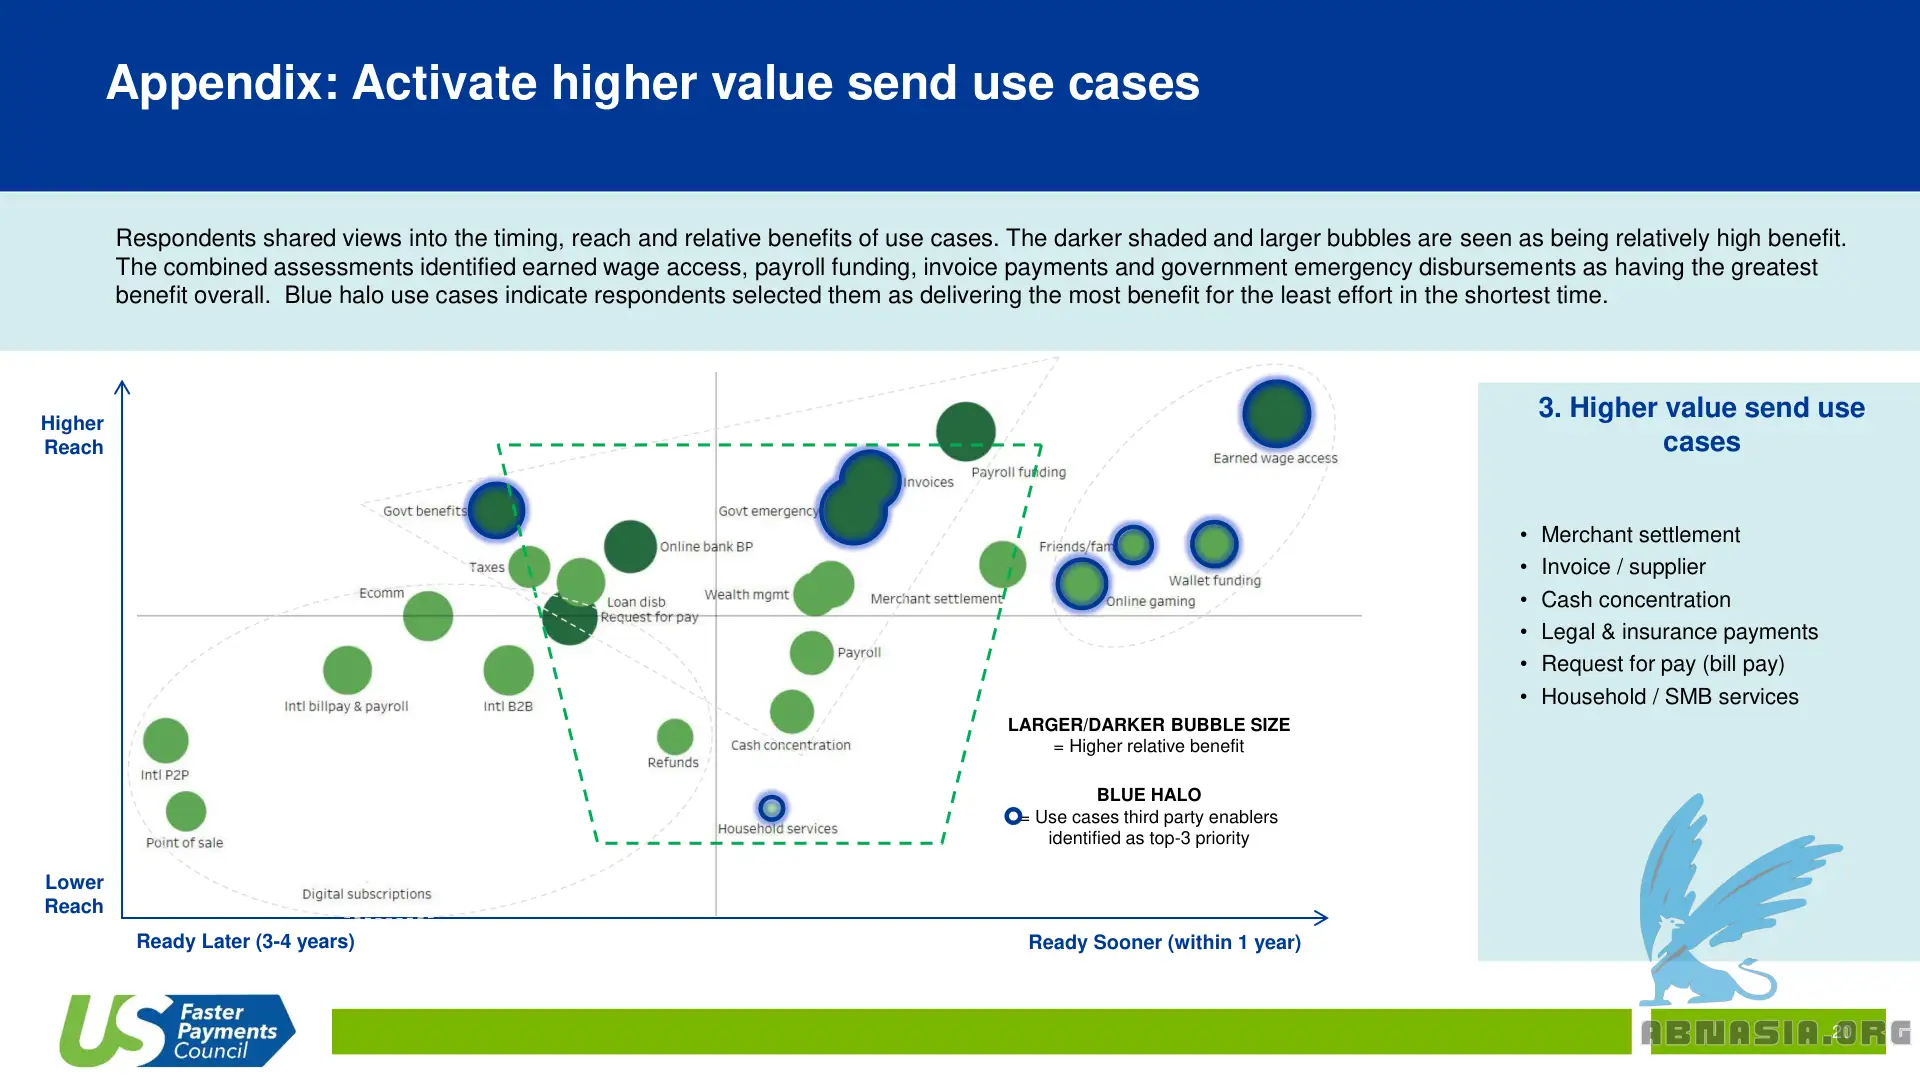 Appendix: Activate higher value send use cases
Respondents shared views into the timing, reach and relative benefits of use cases. The darker shaded and larger bubbles are seen as being relatively high benefit.
The combined assessments identified earned wage access, payroll funding, invoice payments and government emergency disbursements as having the greatest
benefit overall.  Blue halo use cases indicate respondents selected them as delivering the most benefit for the least effort in the shortest time.
Higher
Reach
Earned wage access
Payroll funding
Invoices
Govt benefits
Govt emergency
Online bank BP
Friends/fam
Taxes
Wallet funding
Ecomm
Wealth mgmt
Merchant settlement
Online gaming
Loan disb
Request for pay
Payroll
Intl billpay & payroll
Intl B2B
Cash concentration
Refunds
Intl P2P
Household services
Point of sale
Digital subscriptions
LARGER/DARKER BUBBLE SIZE
= Higher relative benefit
BLUE HALO
= Use cases third party enablers
identified as top-3 priority
Lower
Reach
Ready Later (3-4 years)
Ready Sooner (within 1 year)
3. Higher value send use
cases
• Merchant settlement
• Invoice / supplier
• Cash concentration
• Legal & insurance payments
• Request for pay (bill pay)
• Household / SMB services
US Faster
Payments
Council
ABNASIA.ORG